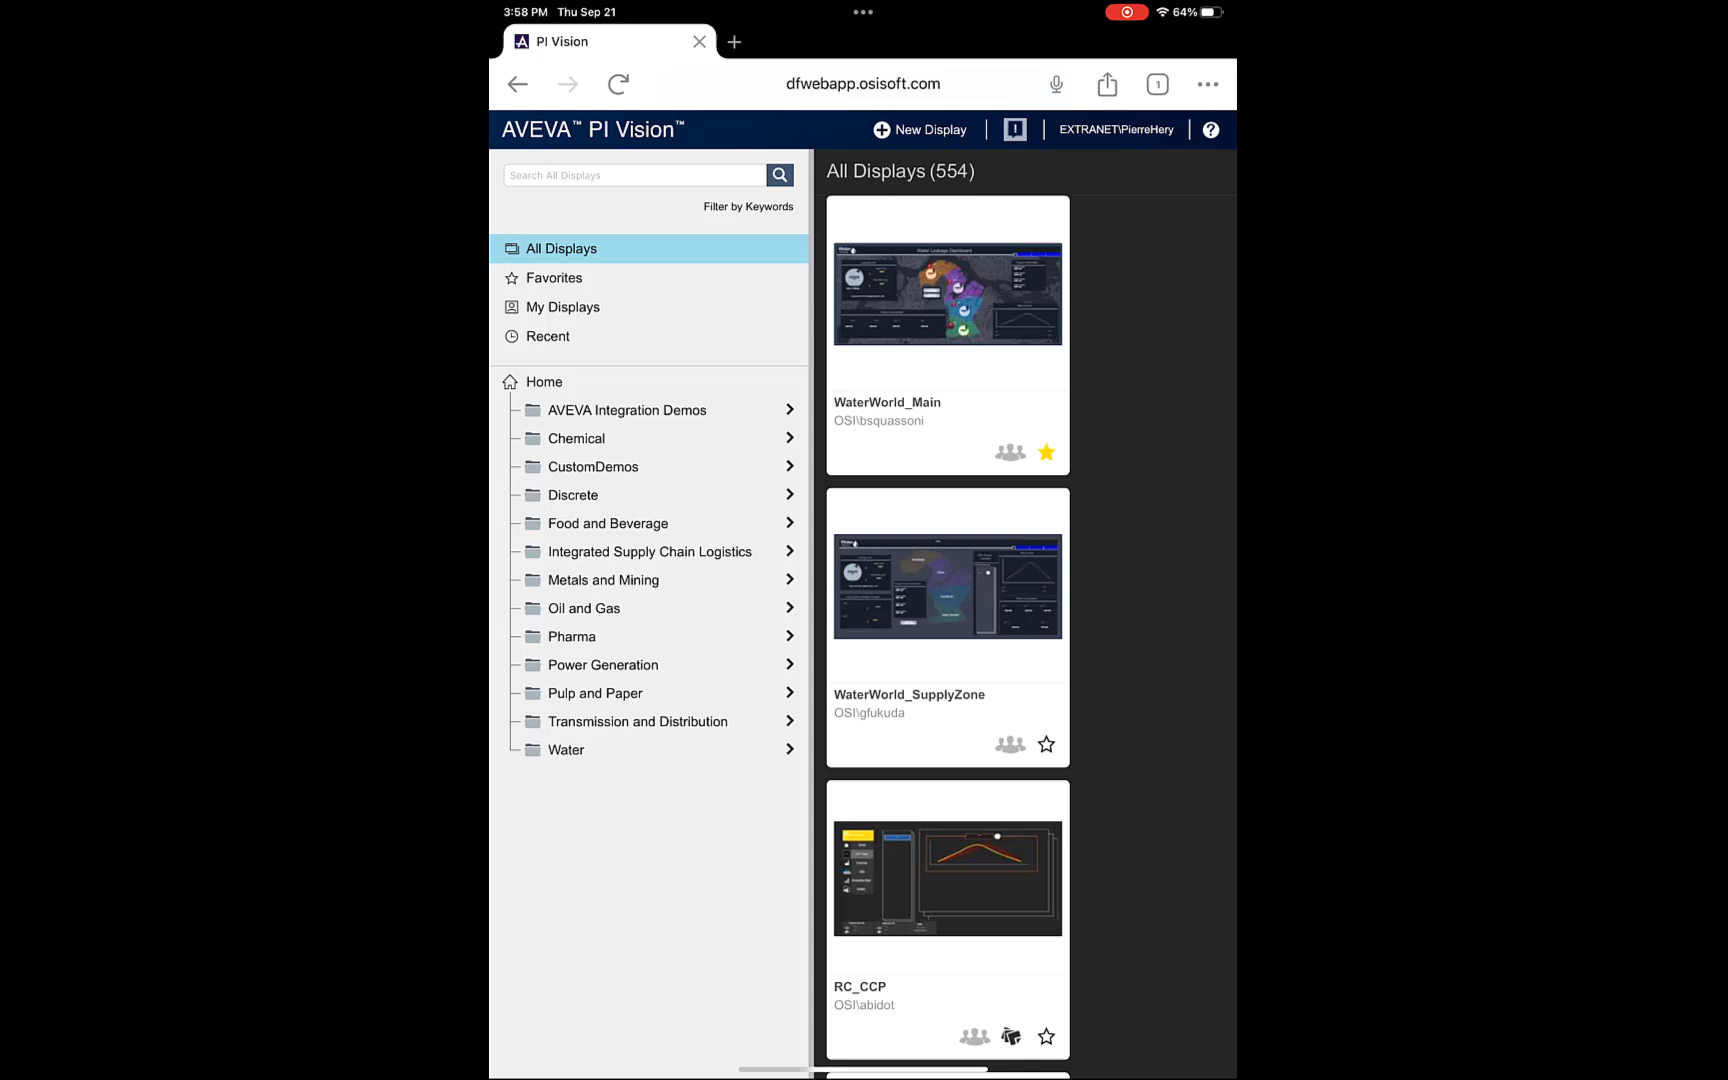 3:58 PM Thu Sep 21
64%
PI Vision
dfwebapp.osisoft.com
1
AVEVA™ PI Vision™
New Display
EXTRANET\PierreHery
Search All Displays
Filter by Keywords
All Displays
Favorites
My Displays
Recent
Home
AVEVA Integration Demos
Chemical
CustomDemos
Discrete
Food and Beverage
Integrated Supply Chain Logistics
Metals and Mining
Oil and Gas
Pharma
Power Generation
Pulp and Paper
Transmission and Distribution
Water
All Displays (554)
Water Leakage Dashboard
WaterWorld_Main
OSI\bsquassoni
WaterWorld_SupplyZone
OSI\gfukuda
RC_CCP
OSI\abidot